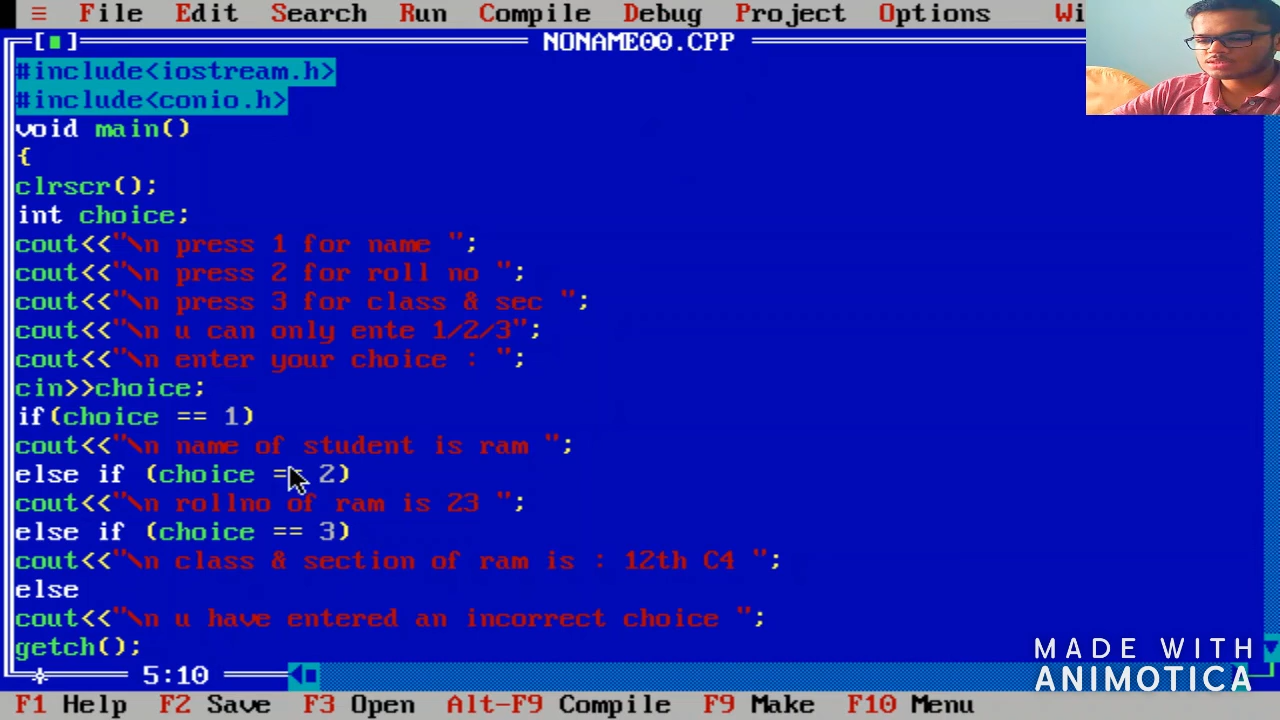 ≡ File Edit Search Run Compile Debug Project Options Wi
[■] NONAME00.CPP
#include<iostream.h>
#include<conio.h>
void main()
{
clrscr();
int choice;
cout<<"\n press 1 for name ";
cout<<"\n press 2 for roll no ";
cout<<"\n press 3 for class & sec ";
cout<<"\n u can only ente 1/2/3";
cout<<"\n enter your choice : ";
cin>>choice;
if(choice == 1)
cout<<"\n name of student is ram ";
else if (choice == 2)
cout<<"\n rollno of ram is 23 ";
else if (choice == 3)
cout<<"\n class & section of ram is : 12th C4 ";
else
cout<<"\n u have entered an incorrect choice ";
getch();
5:10
F1 Help F2 Save F3 Open Alt-F9 Compile F9 Make F10 Menu
MADE WITH
ANIMOTICA